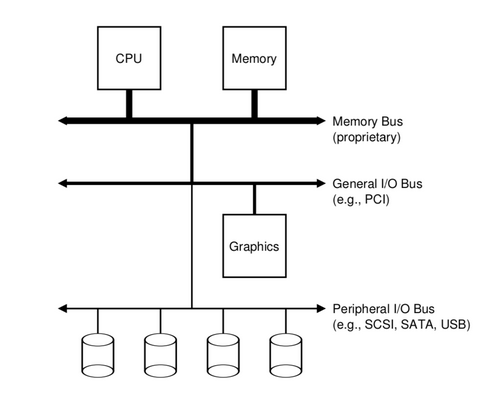 CPU
Memory
Memory Bus
(proprietary)
General I/O Bus
(e.g., PCI)
Graphics
Peripheral I/O Bus
(e.g., SCSI, SATA, USB)